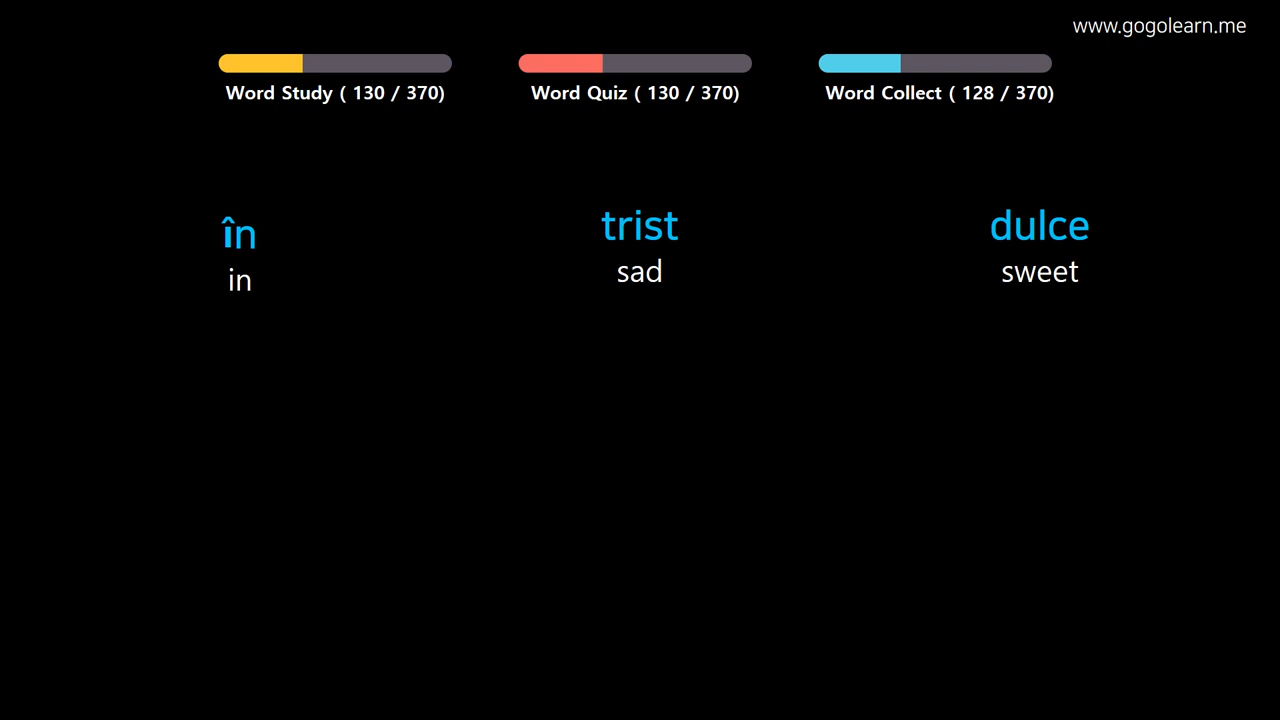 www.gogolearn.me
Word Study ( 130 / 370)
Word Quiz ( 130 / 370)
Word Collect ( 128 / 370)
în
in
trist
sad
dulce
sweet